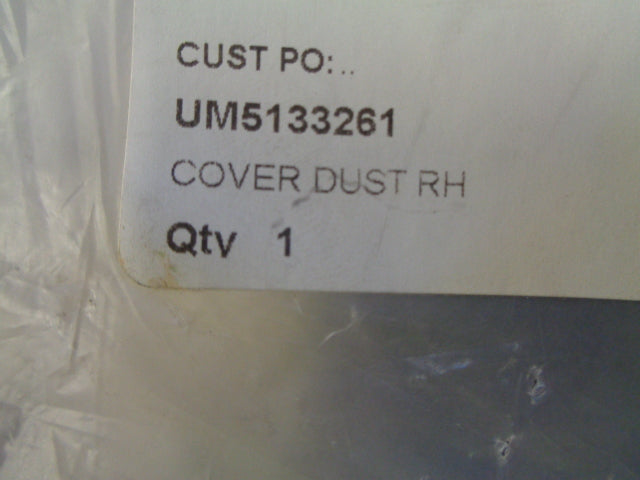 CUST PO:..
UM5133261
COVER DUST RH
Qty 1